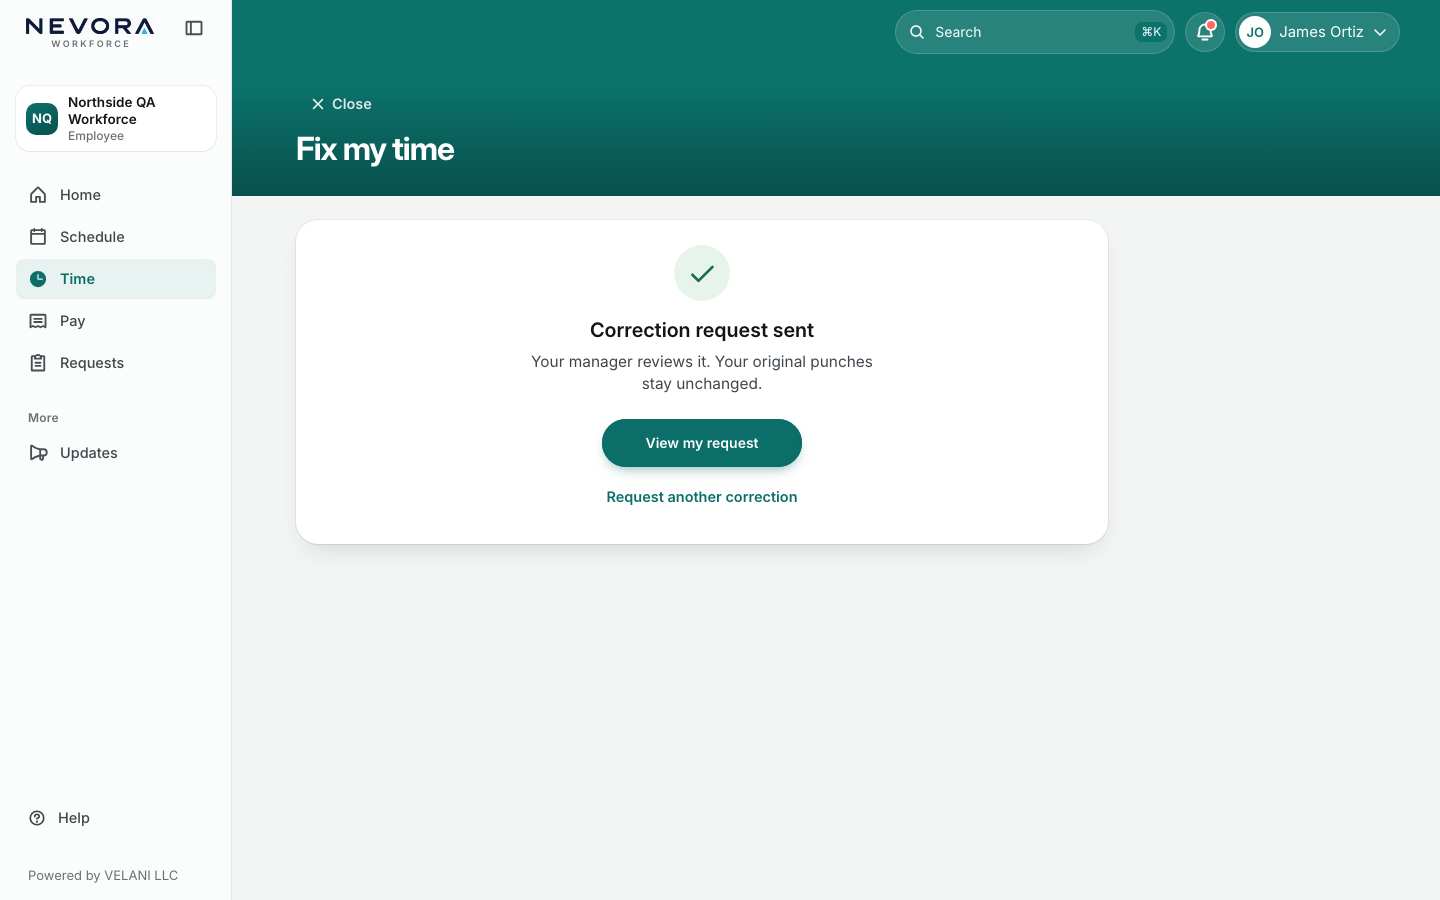 NEVORA
WORKFORCE
Search
⌘K
JO
James Ortiz
Close
Fix my time
NQ
Northside QA
Workforce
Employee
Home
Schedule
Time
Pay
Requests
More
Updates
Help
Powered by VELANI LLC
Correction request sent
Your manager reviews it. Your original punches
stay unchanged.
View my request
Request another correction